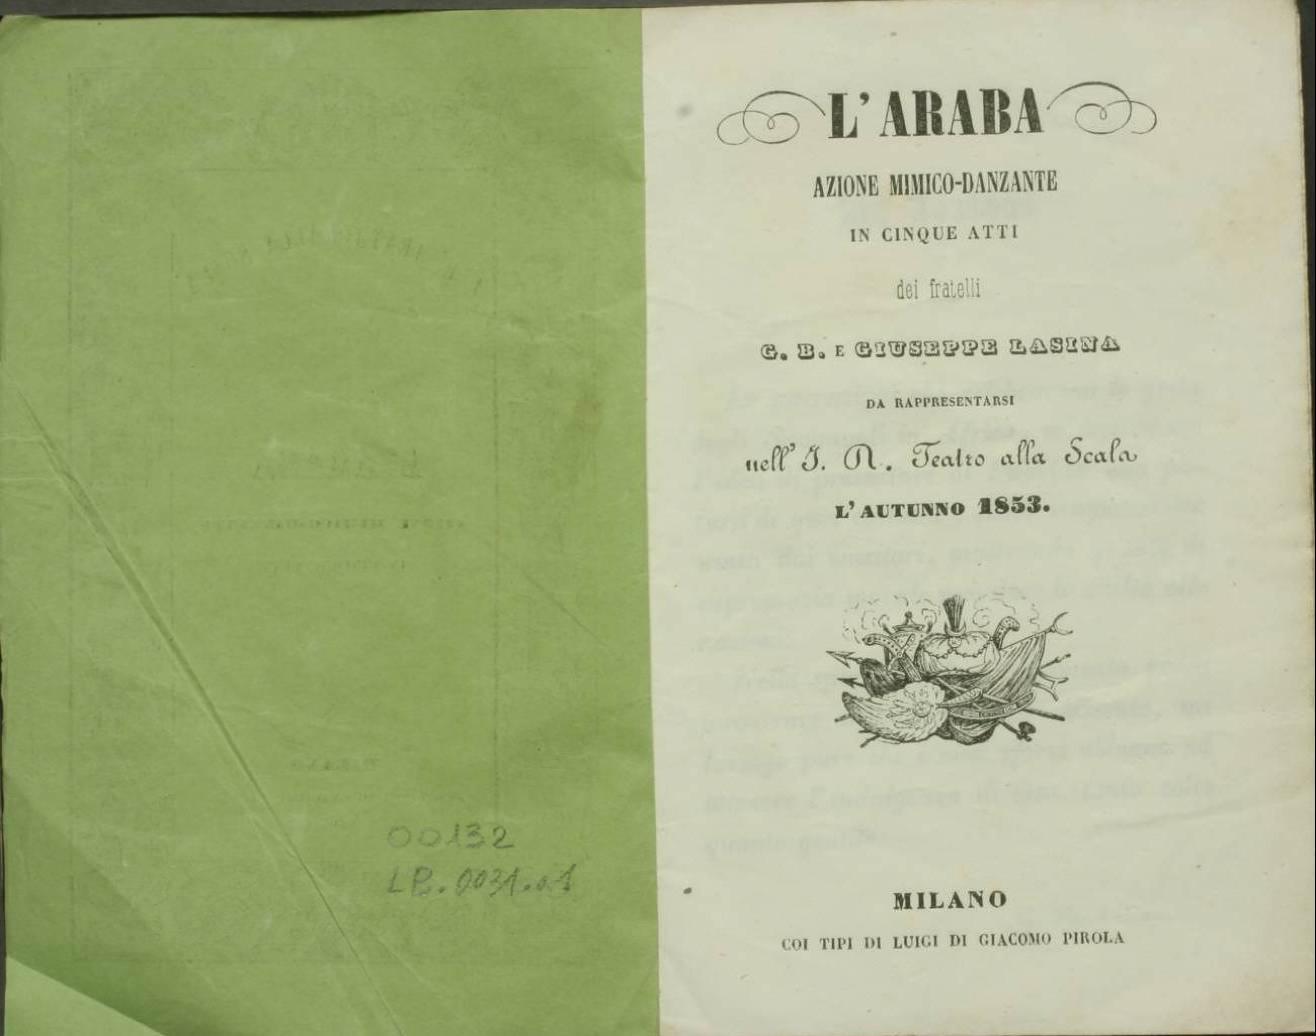 00132
LB.0031.01
L'ARABA
AZIONE MIMICO-DANZANTE
IN CINQUE ATTI
dei fratelli
G. B. E GIUSEPPE LASINA
DA RAPPRESENTARSI
nell' I. R. Teatro alla Scala
L'AUTUNNO 1853.
MILANO
COI TIPI DI LUIGI DI GIACOMO PIROLA